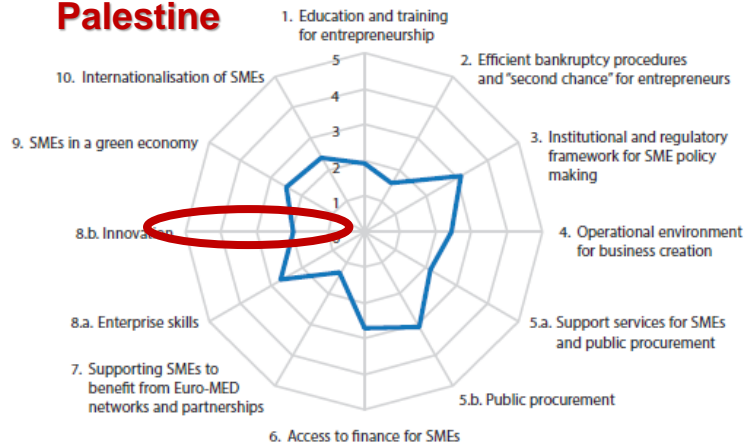 Palestine
1. Education and training
for entrepreneurship
2. Efficient bankruptcy procedures
and "second chance" for entrepreneurs
3. Institutional and regulatory
framework for SME policy
making
4. Operational environment
for business creation
5.a. Support services for SMEs
and public procurement
5.b. Public procurement
6. Access to finance for SMEs
7. Supporting SMEs to
benefit from Euro-MED
networks and partnerships
8.a. Enterprise skills
8.b. Innovation
9. SMEs in a green economy
10. Internationalisation of SMEs
5
4
3
2
1
0